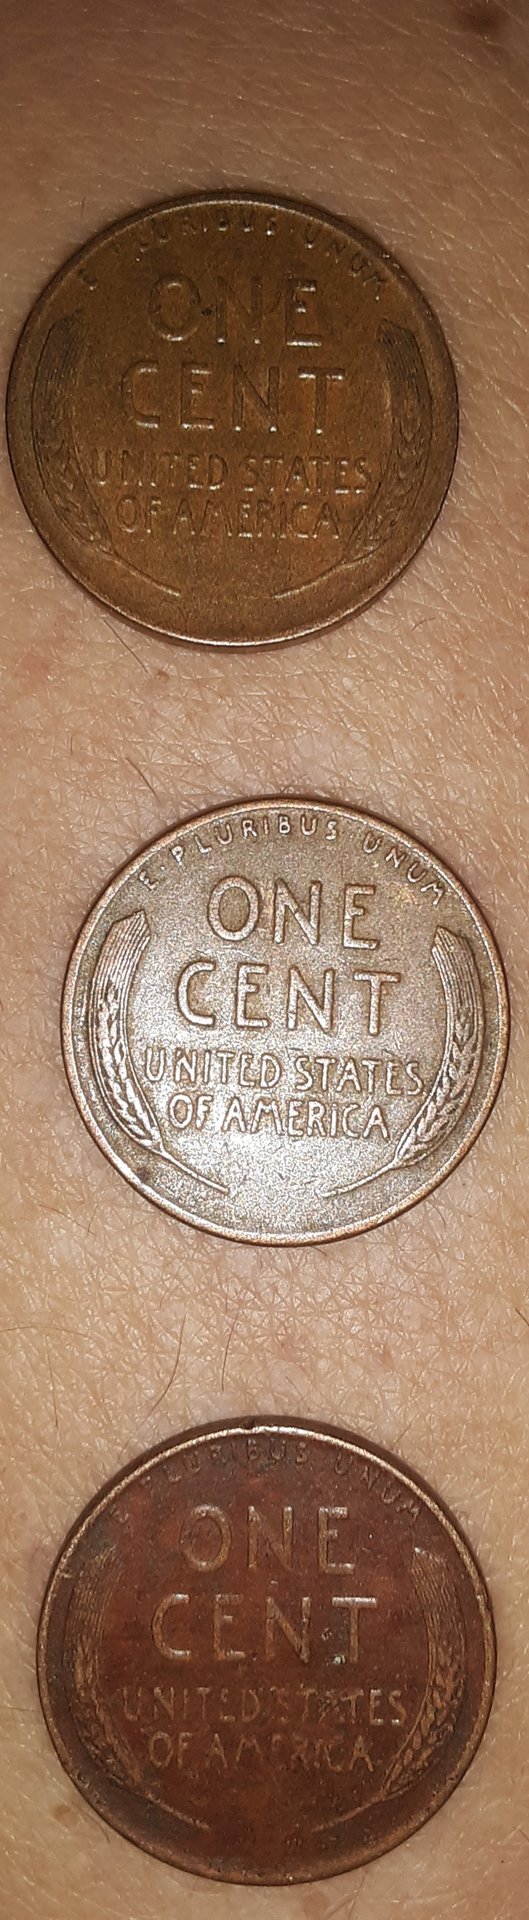 E·PLURIBUS·UNUM
ONE
CENT
UNITED STATES
OF AMERICA
E·PLURIBUS·UNUM
ONE
CENT
UNITED STATES
OF AMERICA
E·PLURIBUS·UNUM
ONE
CENT
UNITED STATES
OF AMERICA